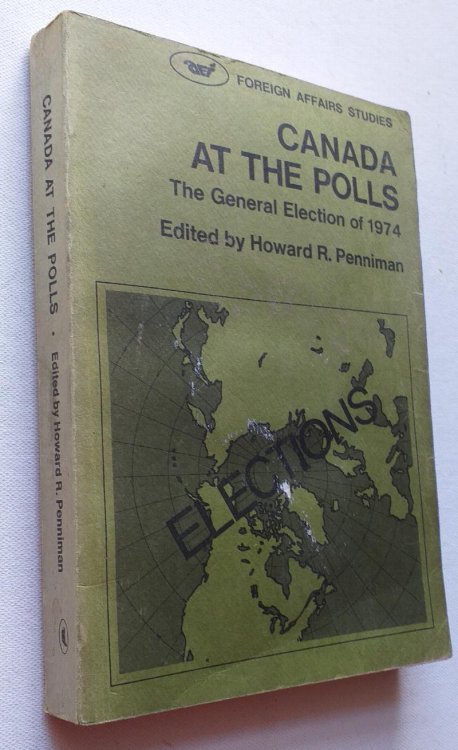 AEI
FOREIGN AFFAIRS STUDIES
CANADA
AT THE POLLS
The General Election of 1974
Edited by Howard R. Penniman
ELECTIONS
CANADA AT THE POLLS · Edited by Howard R. Penniman